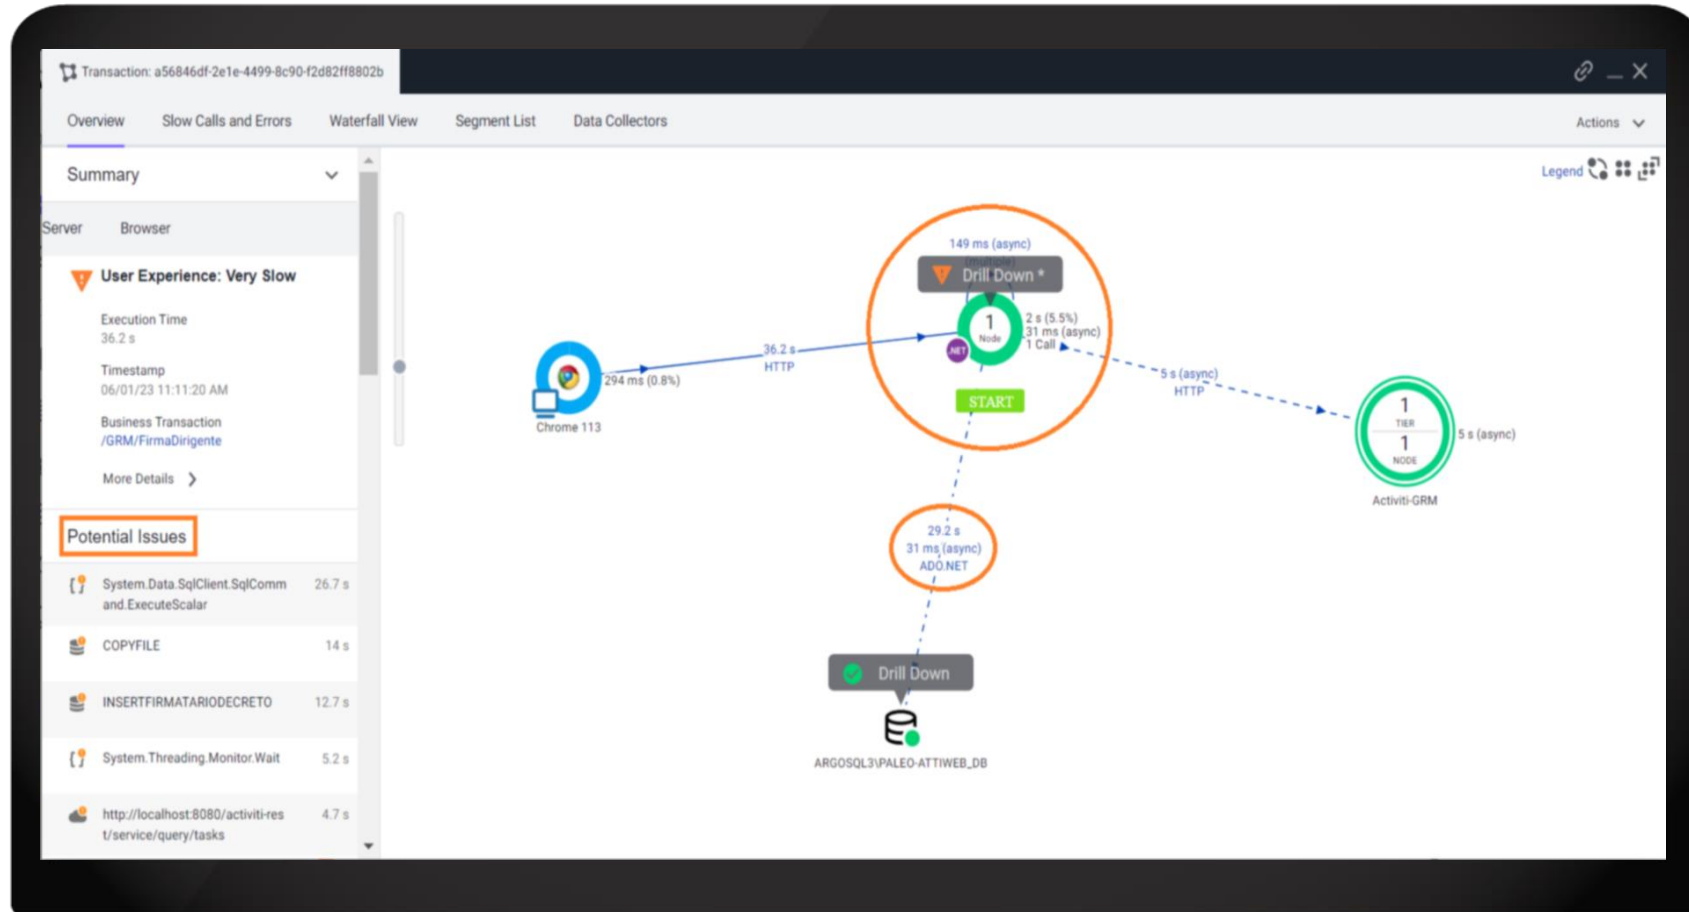 Transaction: a56846df-2e1e-4499-8c90-f2d82ff8802b
Overview
Slow Calls and Errors
Waterfall View
Segment List
Data Collectors
Actions
Summary
Server
Browser
User Experience: Very Slow
Execution Time
36.2 s
Timestamp
06/01/23 11:11:20 AM
Business Transaction
/GRM/FirmaDirigente
More Details
Potential Issues
System.Data.SqlClient.SqlComm
and.ExecuteScalar
26.7 s
COPYFILE
14 s
INSERTFIRMATARIODECRETO
12.7 s
System.Threading.Monitor.Wait
5.2 s
http://localhost:8080/activiti-res
t/service/query/tasks
4.7 s
Legend
149 ms (async)
(multiple)
Drill Down *
1
Node
.NET
2 s (5.5%)
31 ms (async)
1 Call
START
36.2 s
HTTP
294 ms (0.8%)
Chrome 113
5 s (async)
HTTP
1
TIER
1
NODE
5 s (async)
Activiti-GRM
29.2 s
31 ms (async)
ADO.NET
Drill Down
ARGOSQL3\PALEO-ATTIWEB_DB